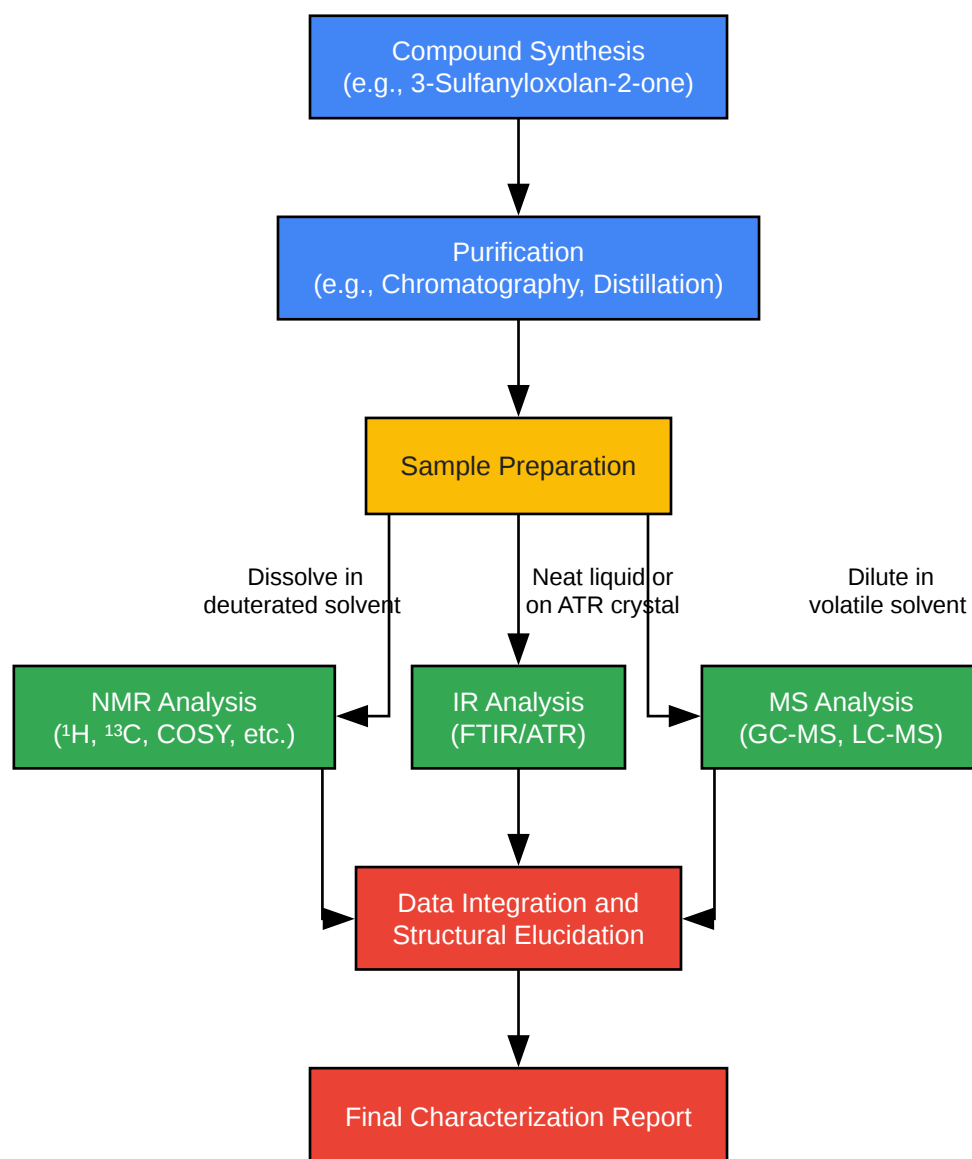 Compound Synthesis
(e.g., 3-Sulfanyloxolan-2-one)
Purification
(e.g., Chromatography, Distillation)
Sample Preparation
Dissolve in
deuterated solvent
Neat liquid or
on ATR crystal
Dilute in
volatile solvent
NMR Analysis
(¹H, ¹³C, COSY, etc.)
IR Analysis
(FTIR/ATR)
MS Analysis
(GC-MS, LC-MS)
Data Integration and
Structural Elucidation
Final Characterization Report